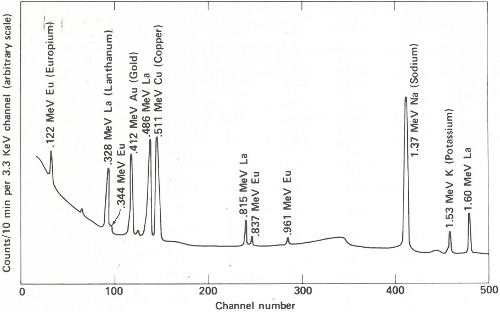 Counts/10 min per 3.3 KeV channel (arbitrary scale)
.122 MeV Eu (Europium)
.328 MeV La (Lanthanum)
.344 MeV Eu
.412 MeV Au (Gold)
.486 MeV La
.511 MeV Cu (Copper)
.815 MeV La
.837 MeV Eu
.961 MeV Eu
1.37 MeV Na (Sodium)
1.53 MeV K (Potassium)
1.60 MeV La
0 100 200 300 400 500
Channel number